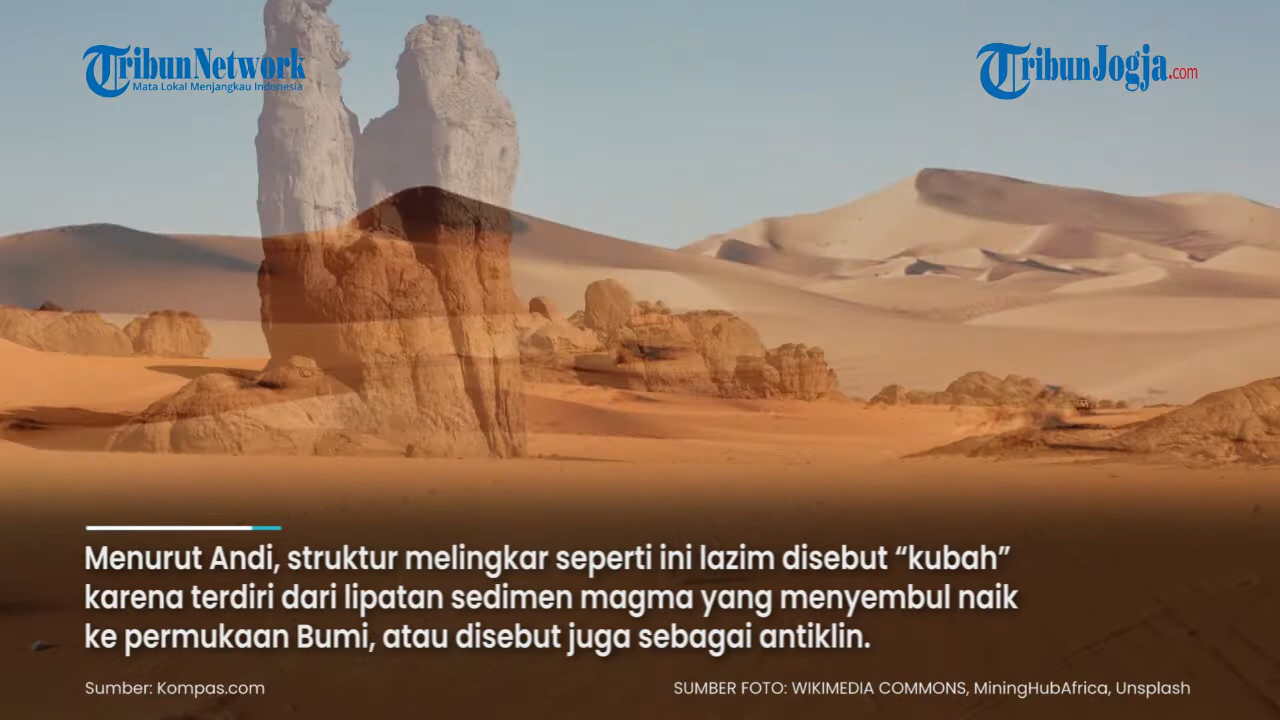 TribunNetwork
Mata Lokal Menjangkau Indonesia
TribunJogja.com
Menurut Andi, struktur melingkar seperti ini lazim disebut “kubah”
karena terdiri dari lipatan sedimen magma yang menyembul naik
ke permukaan Bumi, atau disebut juga sebagai antiklin.
Sumber: Kompas.com
SUMBER FOTO: WIKIMEDIA COMMONS, MiningHubAfrica, Unsplash